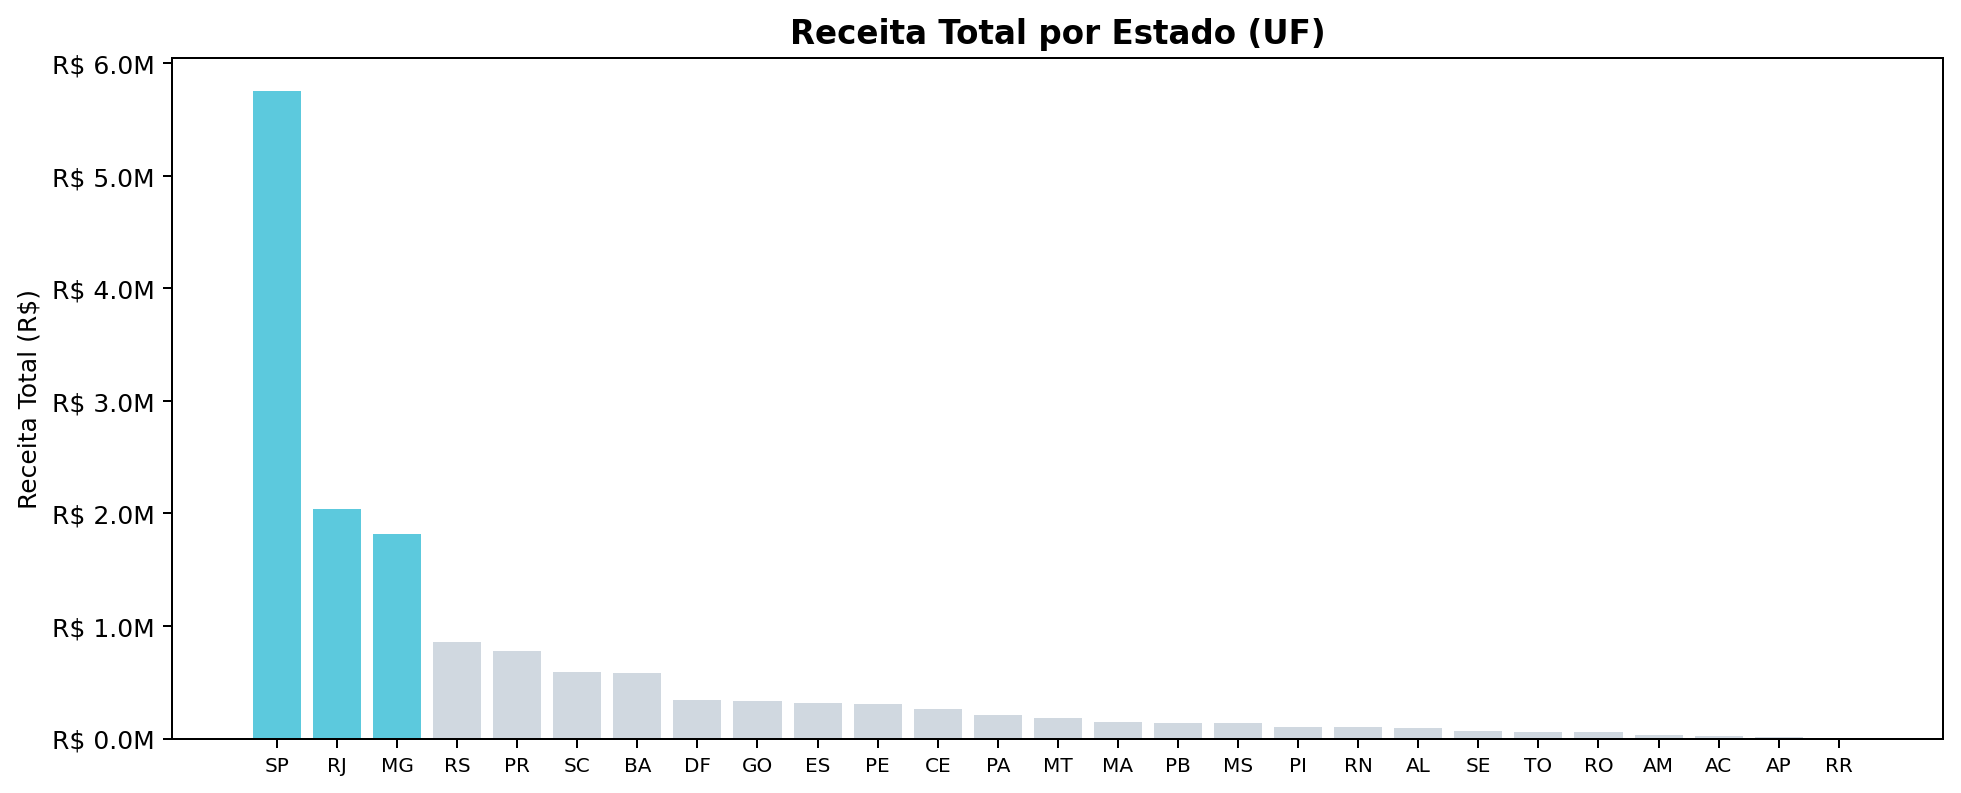 Receita Total por Estado (UF)
Receita Total (R$)
R$ 6.0M
R$ 5.0M
R$ 4.0M
R$ 3.0M
R$ 2.0M
R$ 1.0M
R$ 0.0M
SP RJ MG RS PR SC BA DF GO ES PE CE PA MT MA PB MS PI RN AL SE TO RO AM AC AP RR